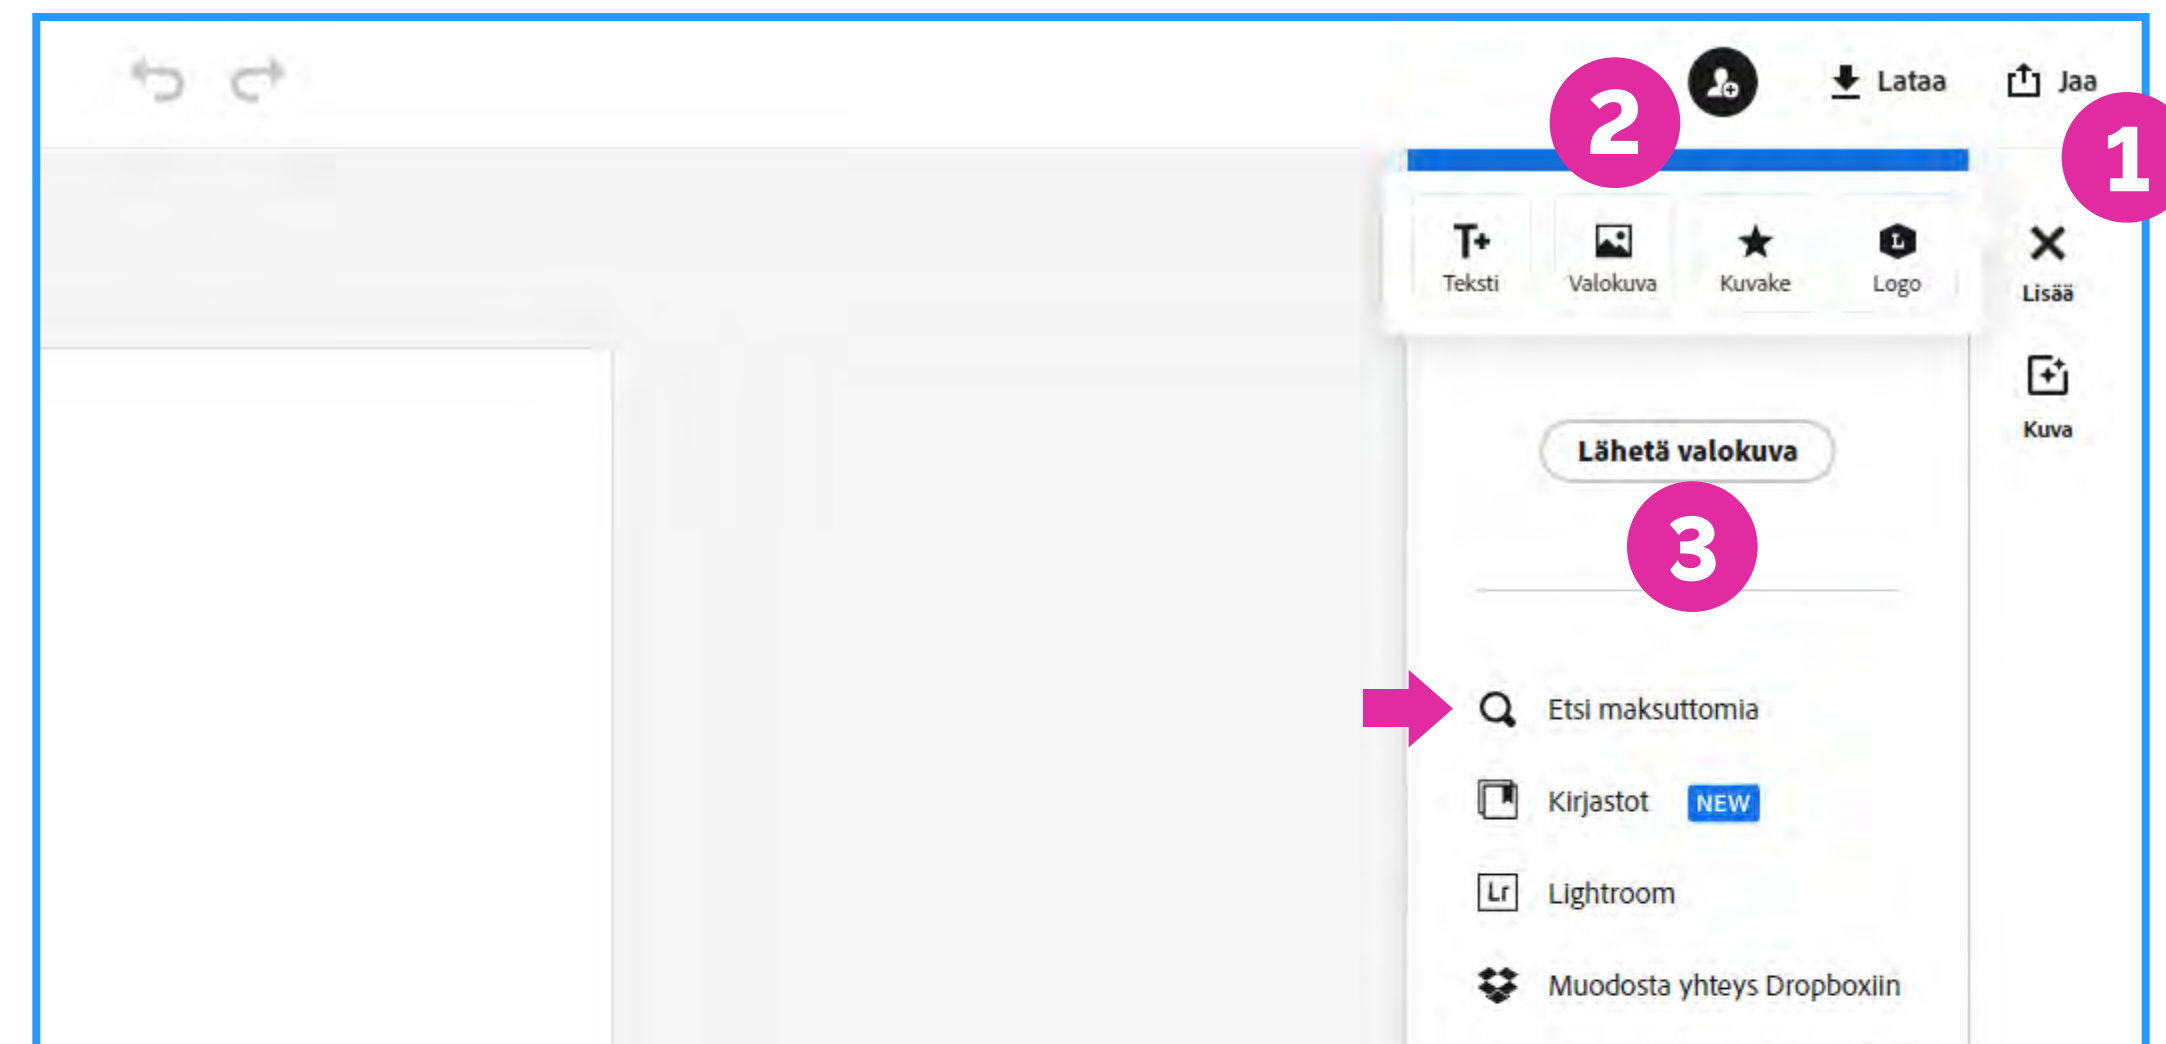 Lataa
Jaa
2
1
T+
L
Teksti
Valokuva
Kuvake
Logo
Lisää
Kuva
Lähetä valokuva
3
Etsi maksuttomia
Kirjastot NEW
Lr Lightroom
Muodosta yhteys Dropboxiin